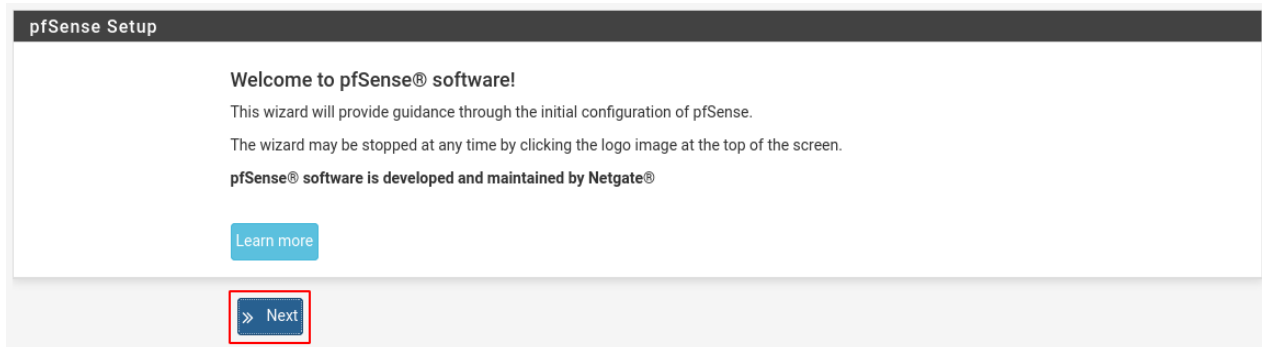 pfSense Setup
Welcome to pfSense® software!
This wizard will provide guidance through the initial configuration of pfSense.
The wizard may be stopped at any time by clicking the logo image at the top of the screen.
pfSense® software is developed and maintained by Netgate®
Learn more
» Next